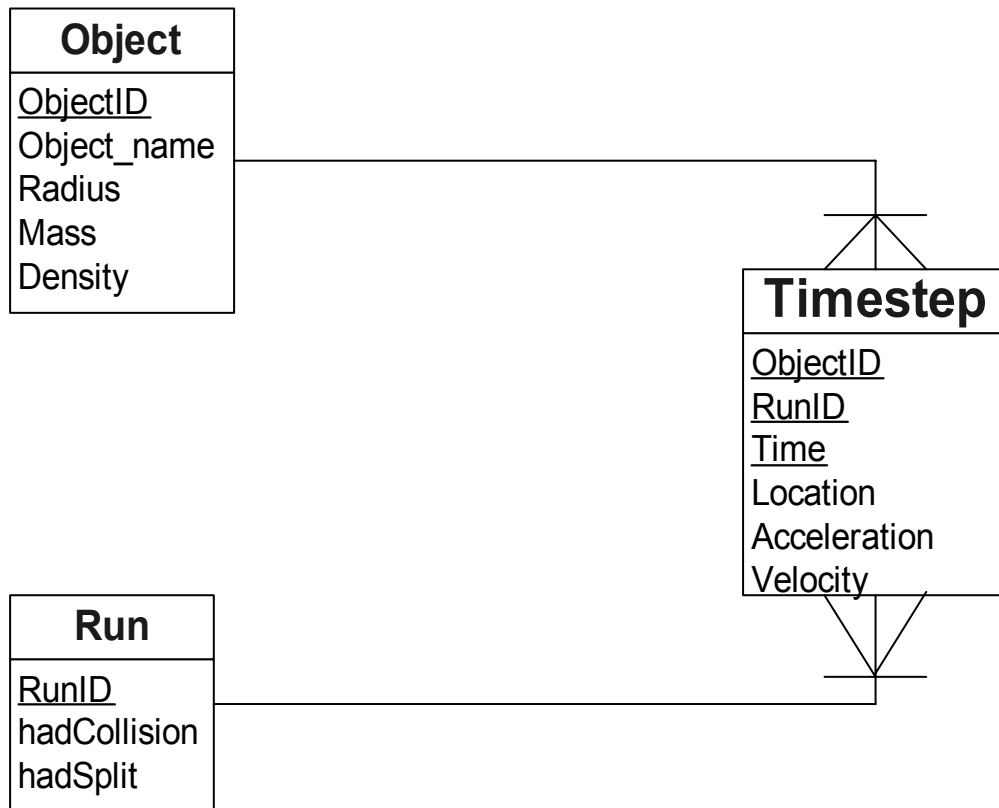 Object
ObjectID
Object_name
Radius
Mass
Density
Timestep
ObjectID
RunID
Time
Location
Acceleration
Velocity
Run
RunID
hadCollision
hadSplit